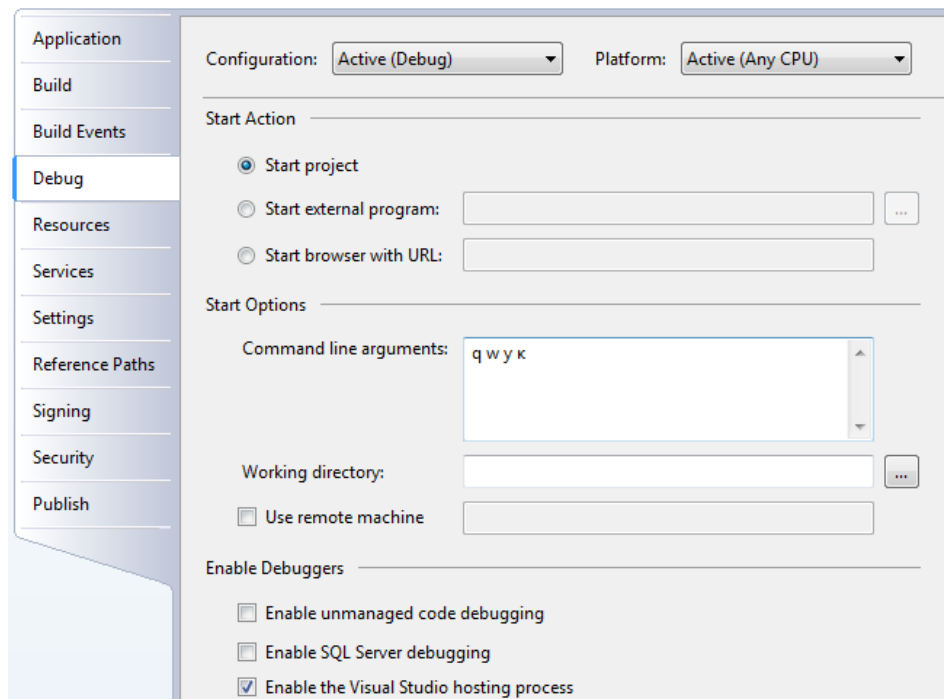 Application
Build
Build Events
Debug
Resources
Services
Settings
Reference Paths
Signing
Security
Publish
Configuration: Active (Debug) Platform: Active (Any CPU)
Start Action
Start project
Start external program: ...
Start browser with URL:
Start Options
Command line arguments: q w y к
Working directory: ...
Use remote machine
Enable Debuggers
Enable unmanaged code debugging
Enable SQL Server debugging
Enable the Visual Studio hosting process